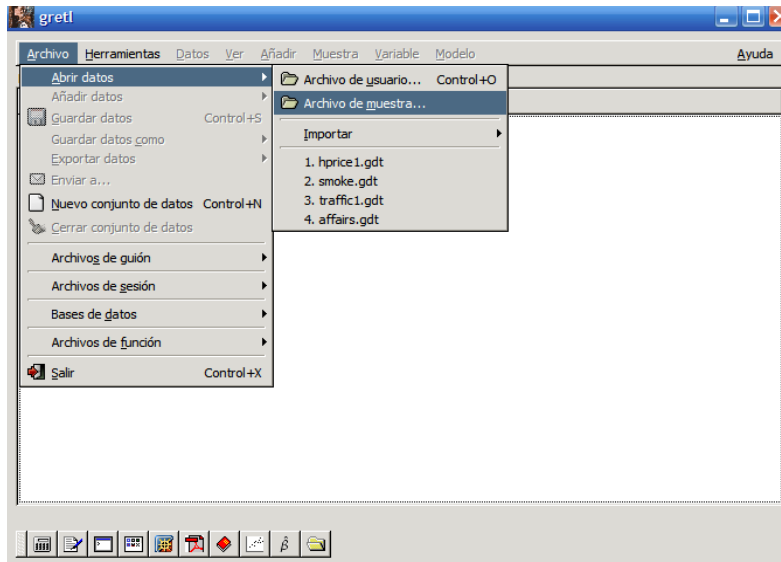 gretl
Archivo Herramientas Datos Ver Añadir Muestra Variable Modelo Ayuda
Abrir datos
Añadir datos
Guardar datos Control+S
Guardar datos como
Exportar datos
Enviar a...
Nuevo conjunto de datos Control+N
Cerrar conjunto de datos
Archivos de guión
Archivos de sesión
Bases de datos
Archivos de función
Salir Control+X
Archivo de usuario... Control+O
Archivo de muestra...
Importar
1. hprice1.gdt
2. smoke.gdt
3. traffic1.gdt
4. affairs.gdt
β̂